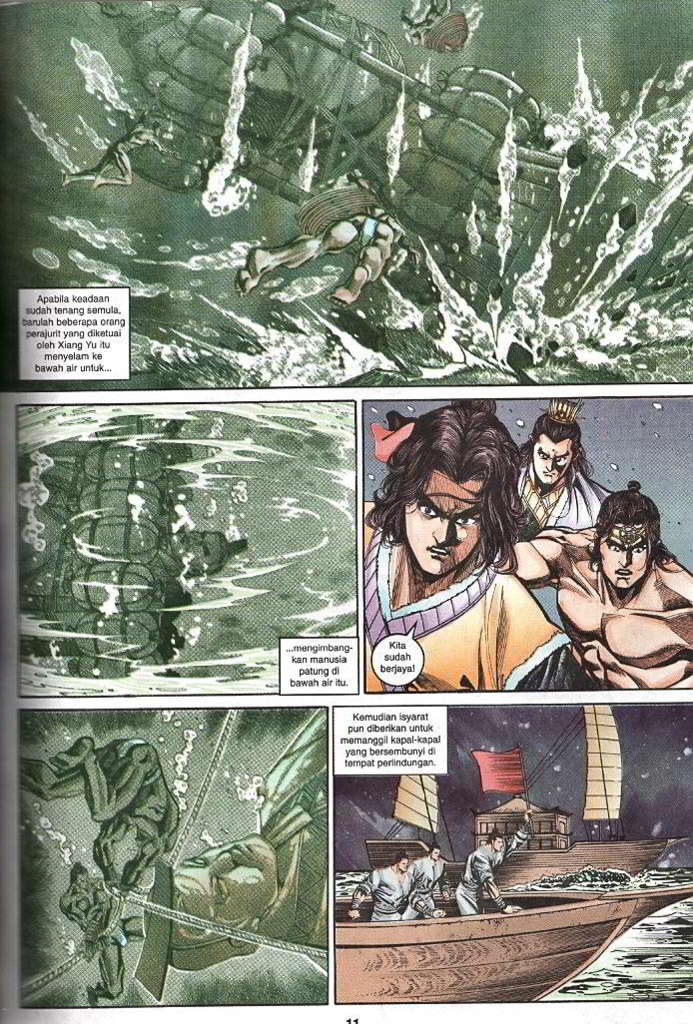 Apabila keadaan
sudah tenang semula,
barulah beberapa orang
perajurit yang diketuai
oleh Xiang Yu itu
menyelam ke
bawah air untuk...
...mengimbang-
kan manusia
patung di
bawah air itu.
Kita
sudah
berjaya!
Kemudian isyarat
pun diberikan untuk
memanggil kapal-kapal
yang bersembunyi di
tempat perlindungan.
11